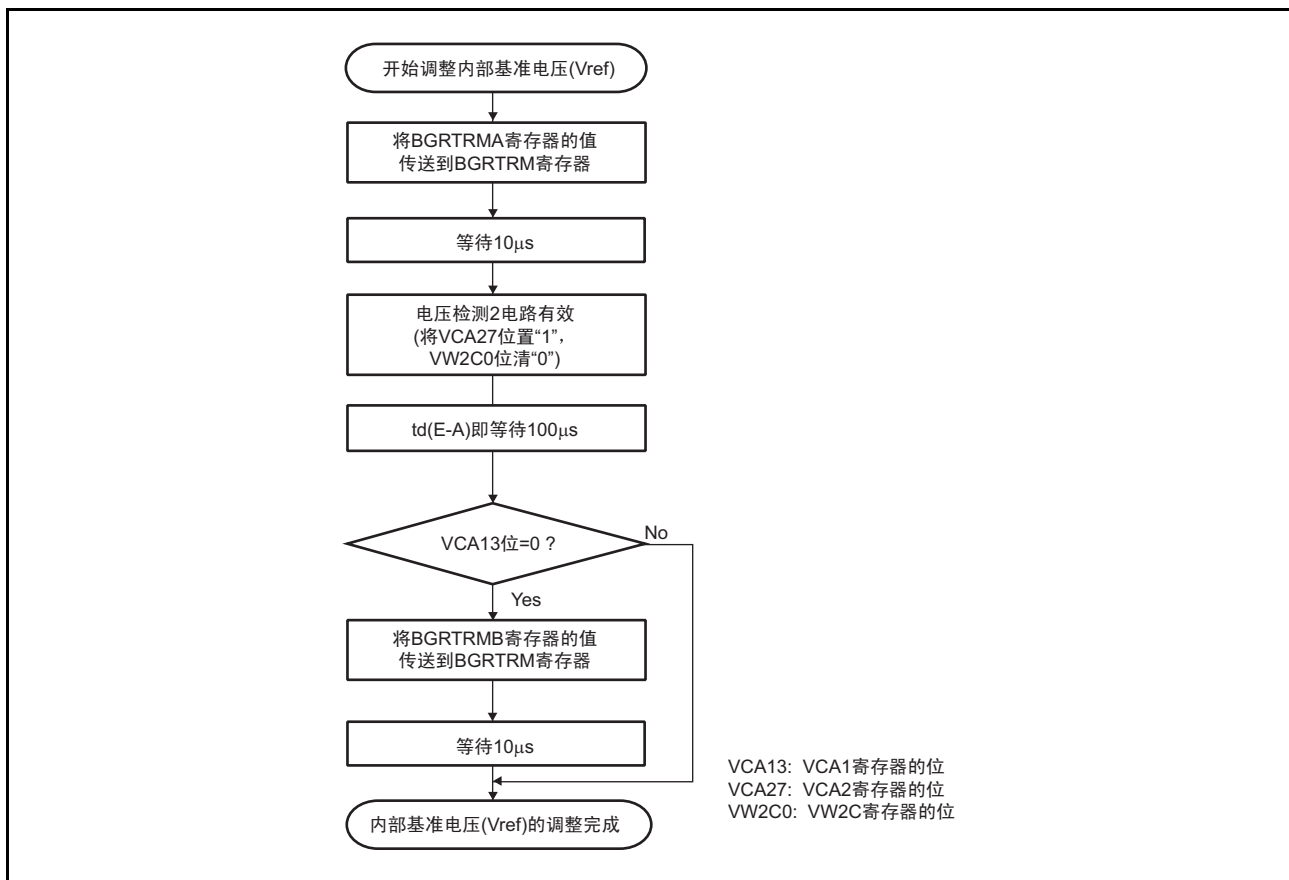 开始调整内部基准电压(Vref)
将BGRTRMA寄存器的值
传送到BGRTRM寄存器
等待10μs
电压检测2电路有效
(将VCA27位置“1”，
VW2C0位清“0”)
td(E-A)即等待100μs
VCA13位=0 ?
No
Yes
将BGRTRMB寄存器的值
传送到BGRTRM寄存器
等待10μs
内部基准电压(Vref)的调整完成
VCA13: VCA1寄存器的位
VCA27: VCA2寄存器的位
VW2C0: VW2C寄存器的位